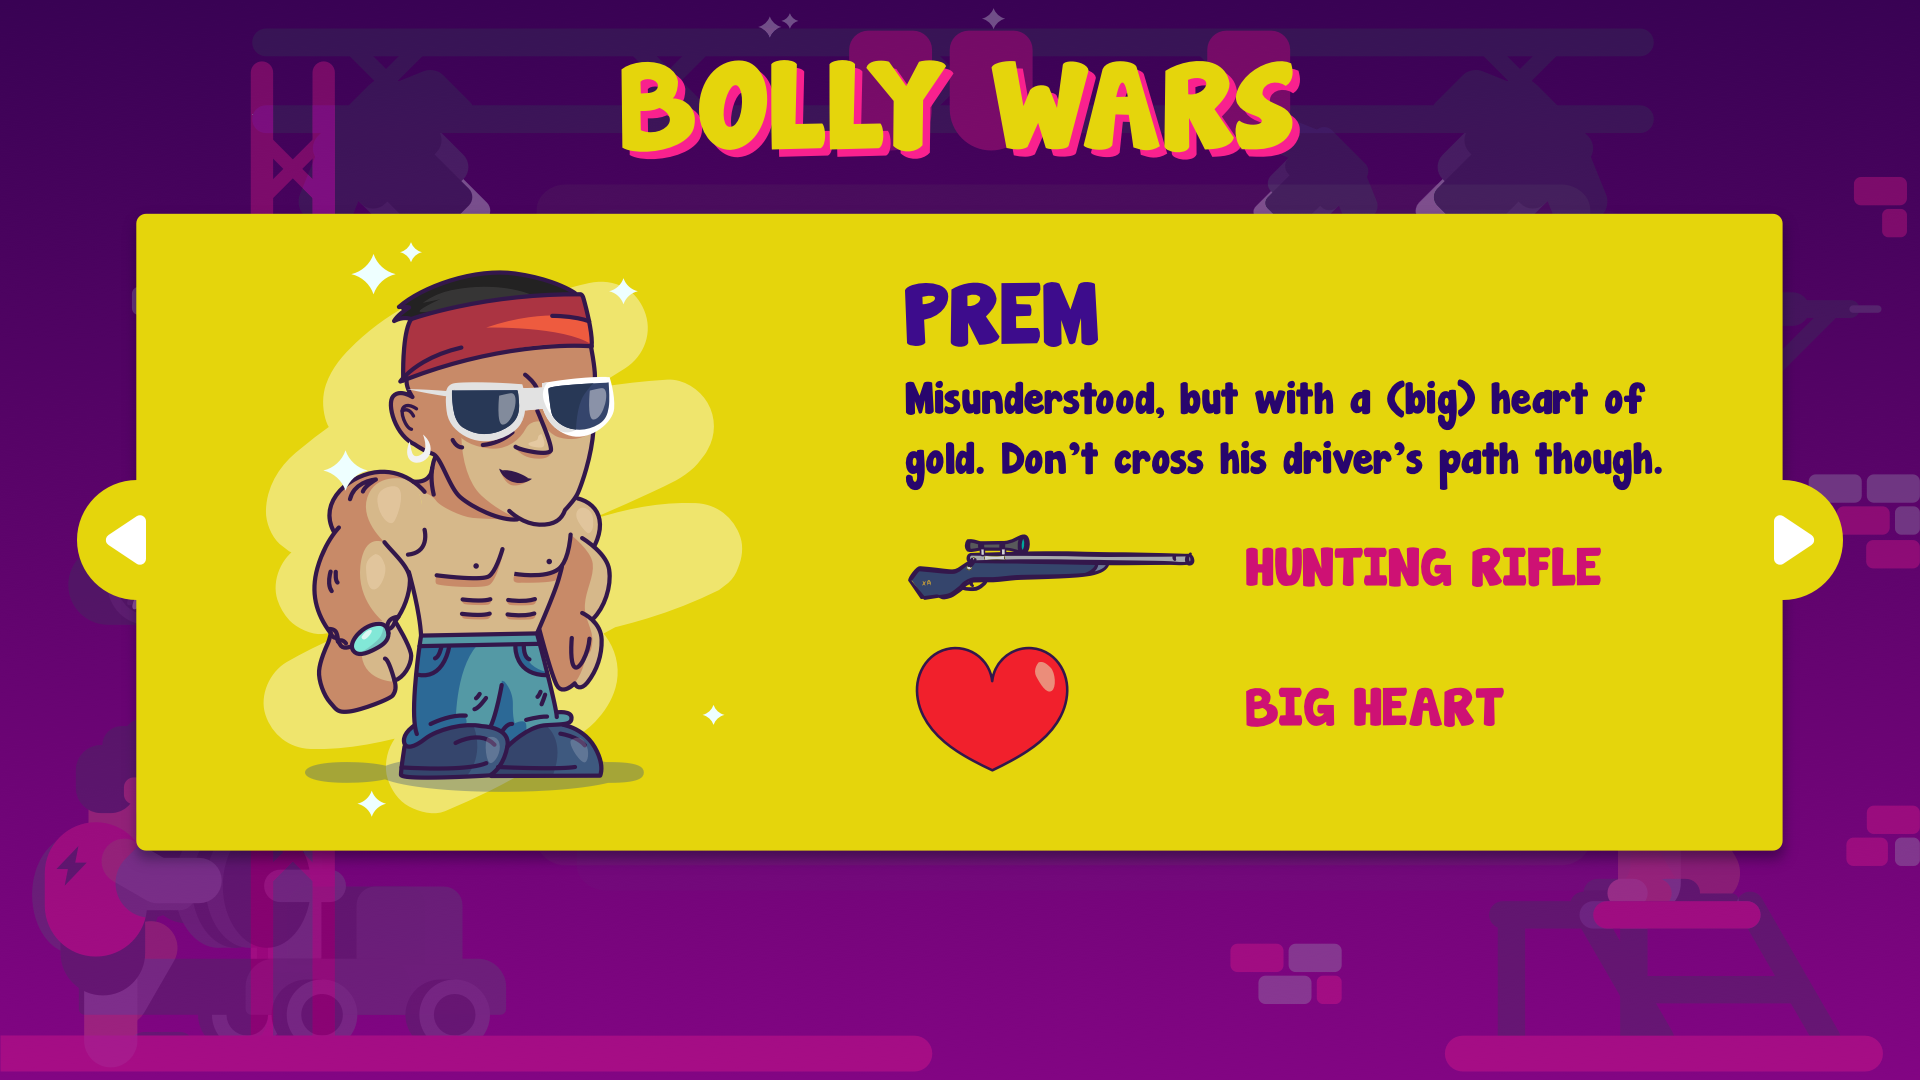 BOLLY WARS
PREM
Misunderstood, but with a (big) heart of
gold. Don't cross his driver's path though.
HUNTING RIFLE
BIG HEART